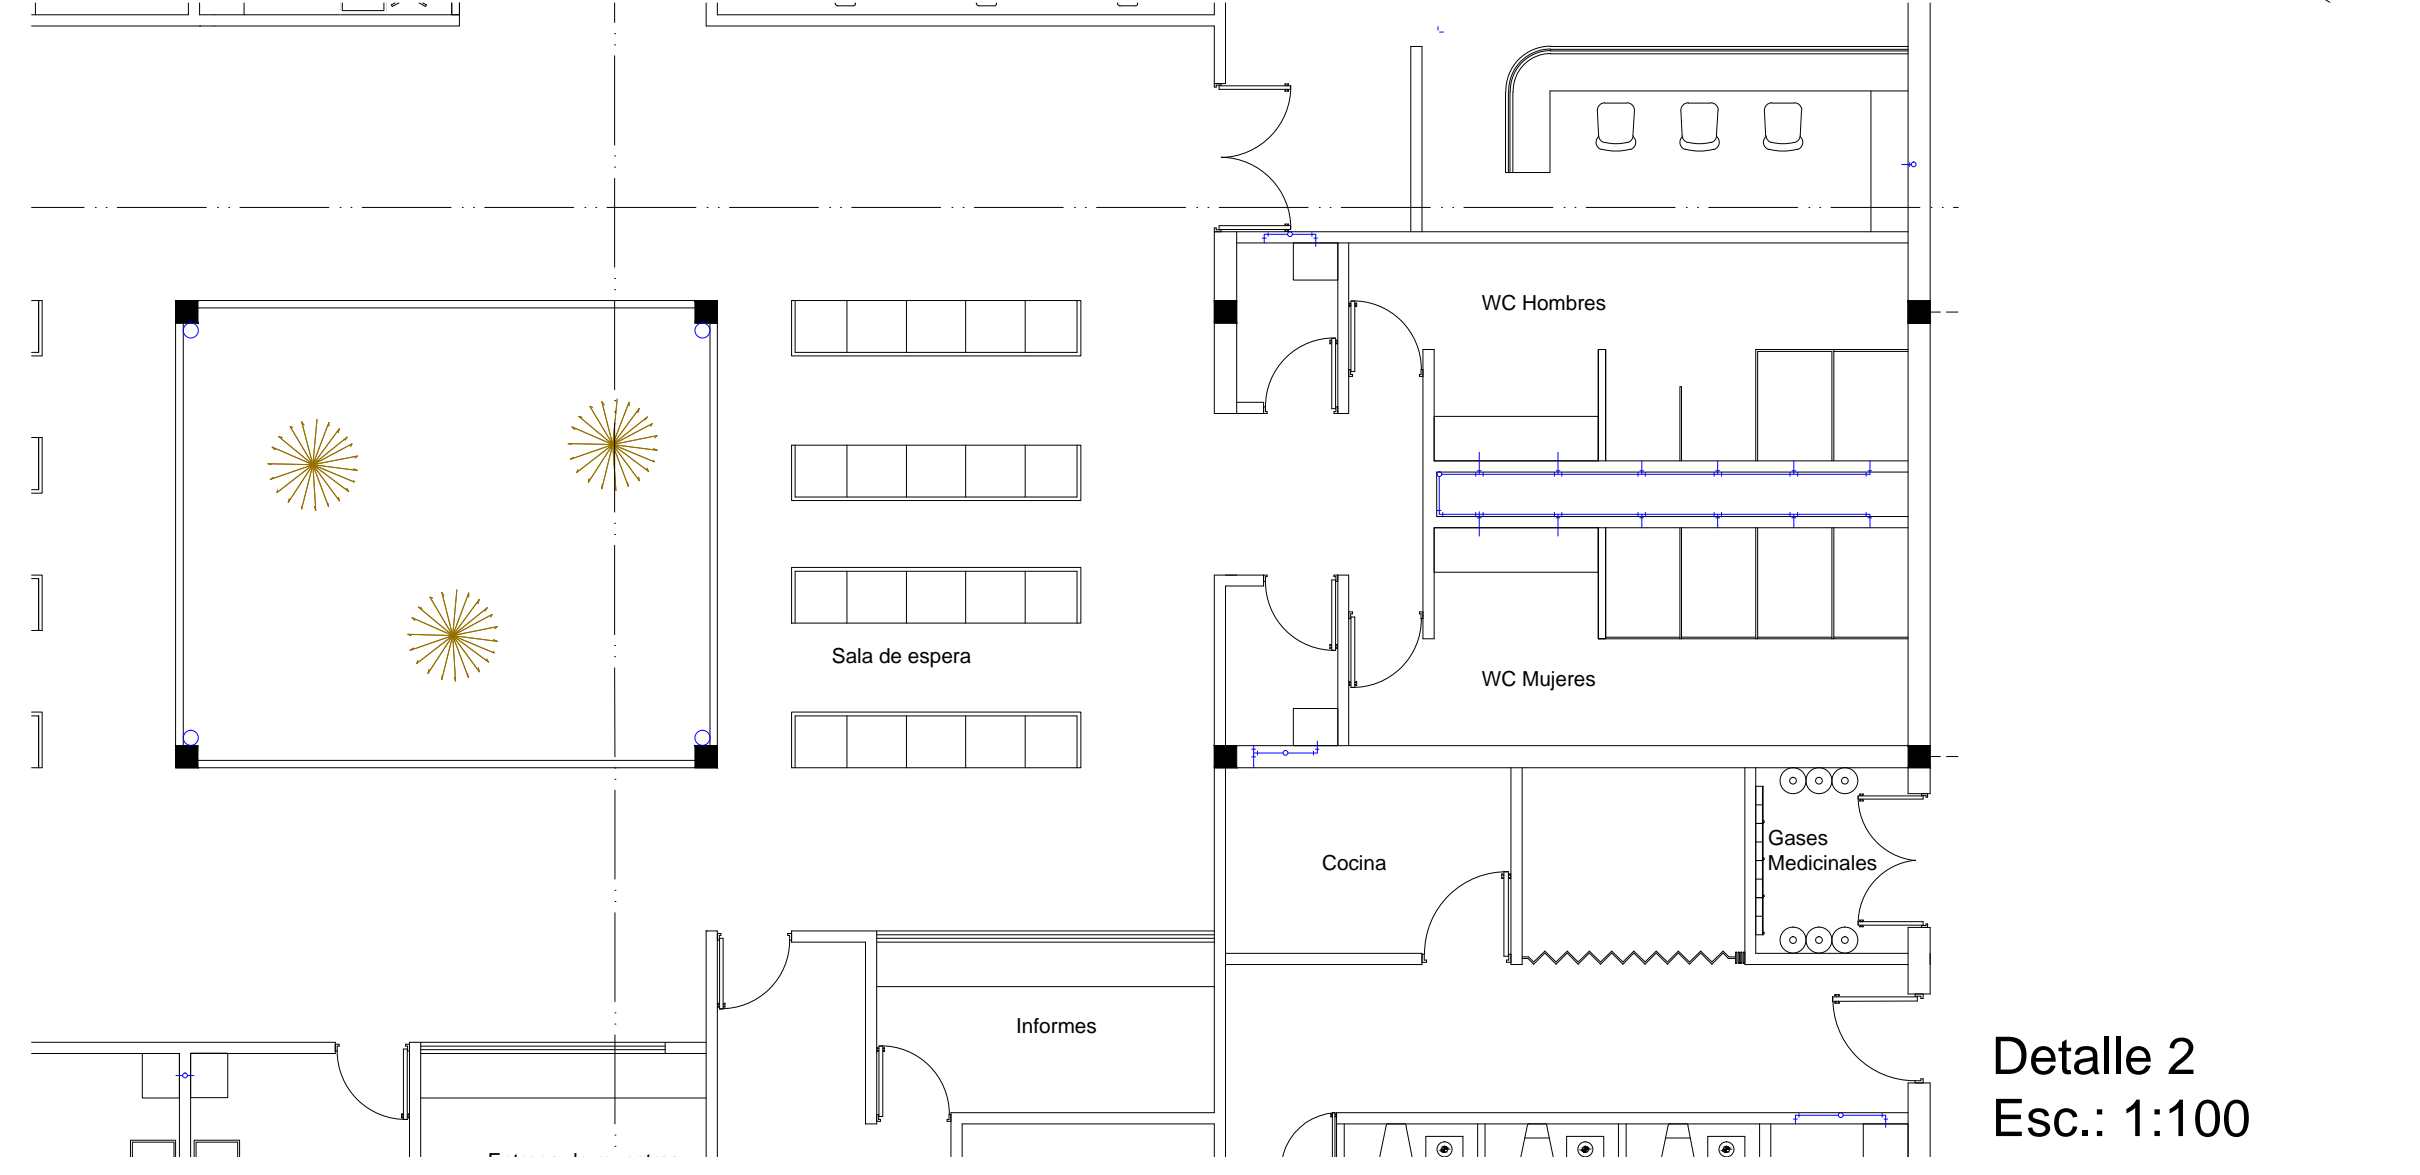 WC Hombres
Sala de espera
WC Mujeres
Gases
Medicinales
Cocina
Informes
Detalle 2
Esc.: 1:100